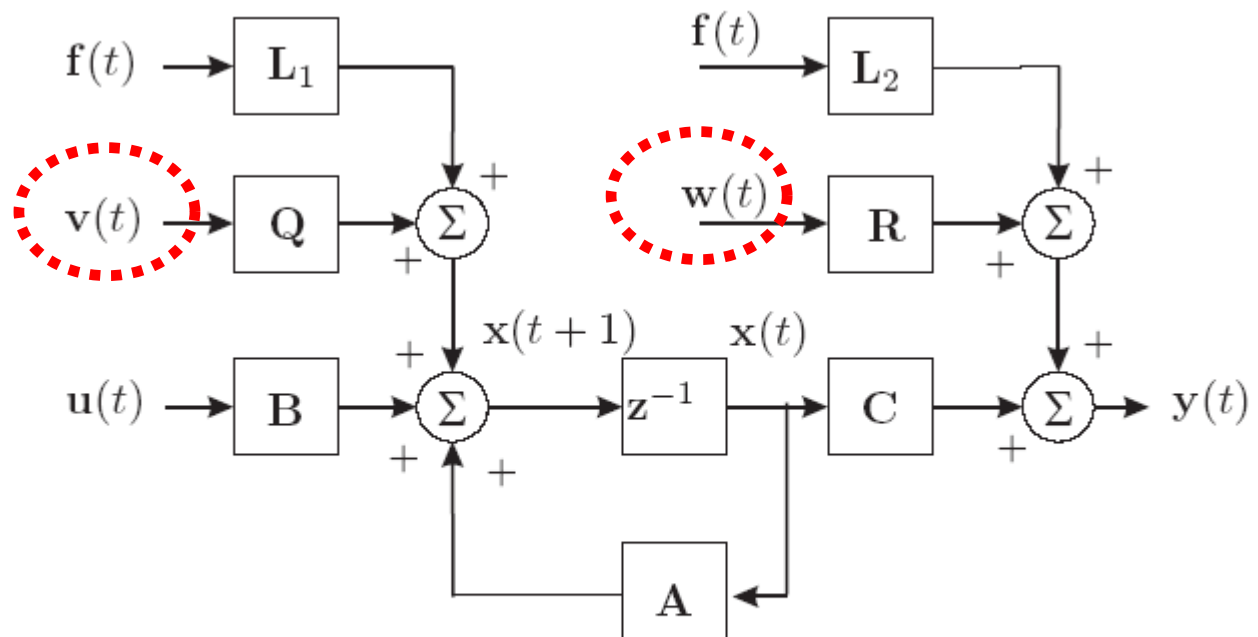 f(t) L₁ f(t) L₂
+ +
v(t) Q Σ w(t) R Σ
+ +
x(t + 1) x(t)
+ +
u(t) B Σ z⁻¹ C Σ y(t)
+ + +
A